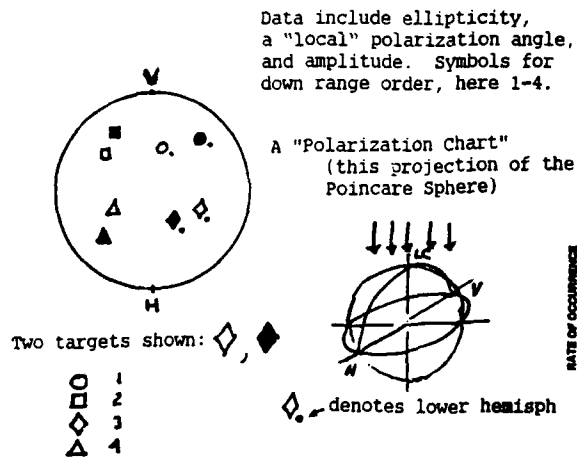 Data include ellipticity,
a "local" polarization angle,
and amplitude. Symbols for
down range order, here 1-4.
V
A "Polarization Chart"
(this projection of the
Poincare Sphere)
H
LC
V
H
Two targets shown: ,
1
2
3
4
denotes lower hemisph
RATE OF OCCURRENCE